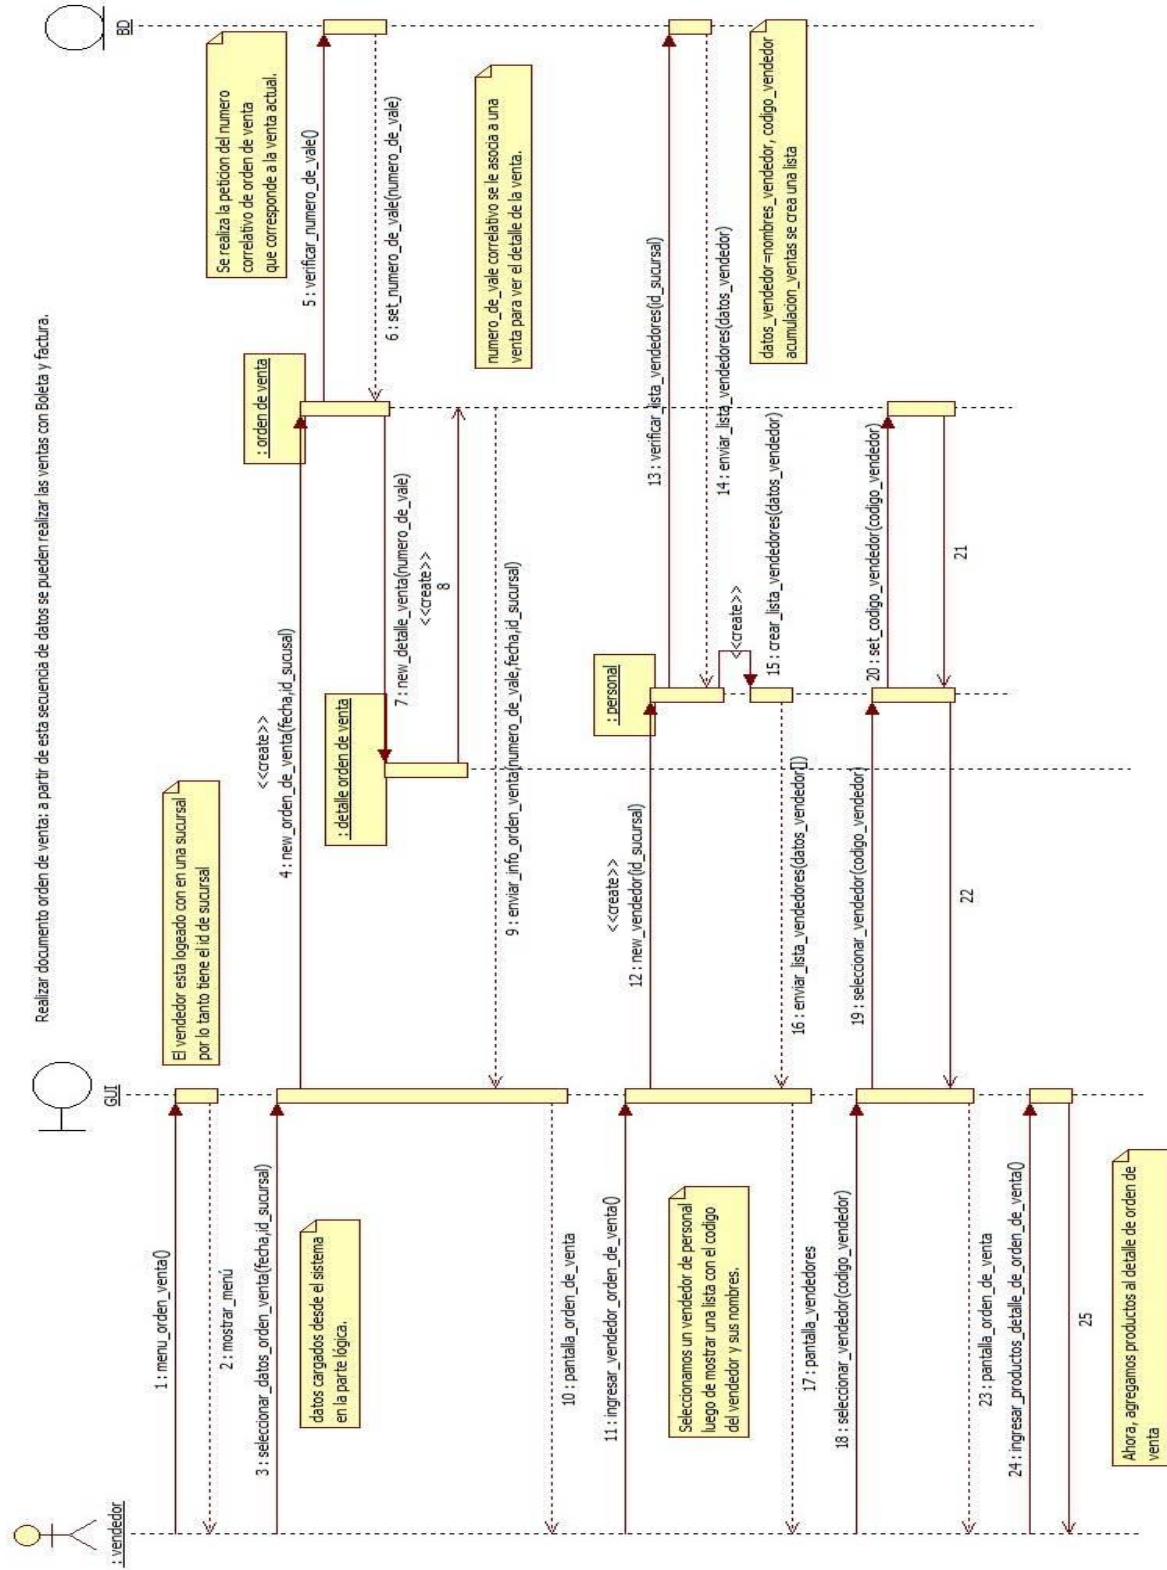 Realizar documento orden de venta: a partir de esta secuencia de datos se pueden realizar las ventas con Boleta y factura.
: vendedor
GUI
BD
1 : menu_orden_venta()
El vendedor esta logeado con en una sucursal
por lo tanto tiene el id de sucursal
2 : mostrar_menú
Se realiza la peticion del numero
correlativo de orden de venta
que corresponde a la venta actual.
3 : seleccionar_datos_orden_venta(fecha,id_sucursal)
<<create>>
4 : new_orden_de_venta(fecha,id_sucusal)
: orden de venta
5 : verificar_numero_de_vale()
datos cargados desde el sistema
en la parte lógica.
: detalle orden de venta
6 : set_numero_de_vale(numero_de_vale)
7 : new_detalle_venta(numero_de_vale)
<<create>>
8
numero_de_vale correlativo se le asocia a una
venta para ver el detalle de la venta.
9 : enviar_info_orden_venta(numero_de_vale,fecha,id_sucursal)
10 : pantalla_orden_de_venta
11 : ingresar_vendedor_orden_de_venta()
<<create>>
12 : new_vendedor(id_sucursal)
: personal
13 : verificar_lista_vendedores(id_sucursal)
Seleccionamos un vendedor de personal
luego de mostrar una lista con el codigo
del vendedor y sus nombres.
14 : enviar_lista_vendedores(datos_vendedor)
<<create>>
15 : crear_lista_vendedores(datos_vendedor)
datos_vendedor=nombres_vendedor, codigo_vendedor
acumulacion_ventas se crea una lista
16 : enviar_lista_vendedores(datos_vendedor[])
17 : pantalla_vendedores
18 : seleccionar_vendedor(codigo_vendedor)
19 : seleccionar_vendedor(codigo_vendedor)
20 : set_codigo_vendedor(codigo_vendedor)
21
22
23 : pantalla_orden_de_venta
24 : ingresar_productos_detalle_de_orden_de_venta()
25
Ahora, agregamos productos al detalle de orden de
venta